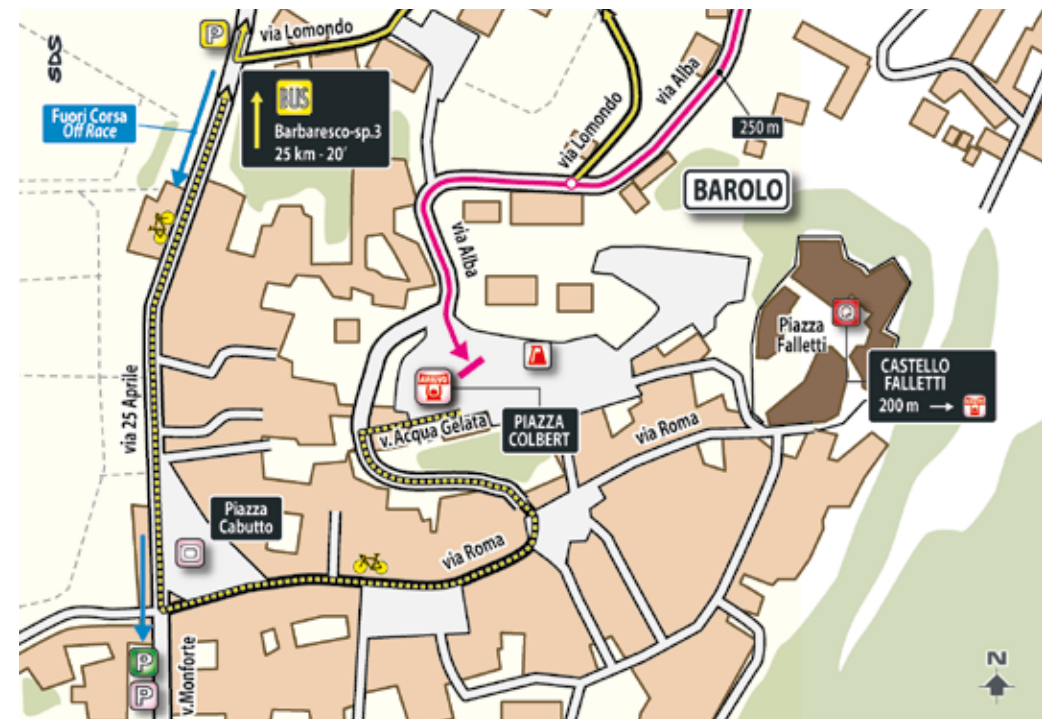 SDS
P
via Lomondo
Fuori Corsa
Off Race
BUS
Barbaresco-sp.3
25 km - 20'
via Lomondo
via Alba
250 m
BAROLO
via Alba
Piazza
Falletti
Q
CASTELLO
FALLETTI
200 m
ARRIVO
PIAZZA
COLBERT
v. Acqua Gelata
via Roma
via 25 Aprile
Piazza
Cabutto
via Roma
P
P
v.Monforte
N